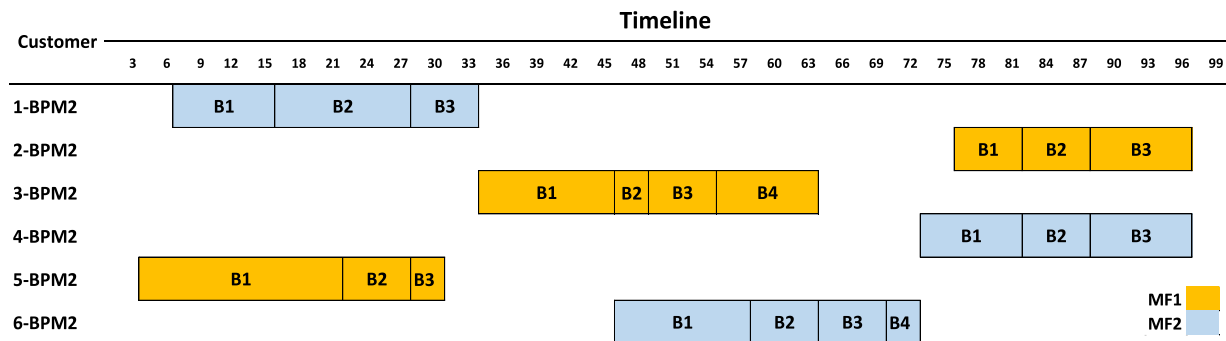 Timeline
Customer
3 6 9 12 15 18 21 24 27 30 33 36 39 42 45 48 51 54 57 60 63 66 69 72 75 78 81 84 87 90 93 96 99
1-BPM2 B1 B2 B3
2-BPM2 B1 B2 B3
3-BPM2 B1 B2 B3 B4
4-BPM2 B1 B2 B3
5-BPM2 B1 B2 B3
MF1
6-BPM2 B1 B2 B3 B4
MF2